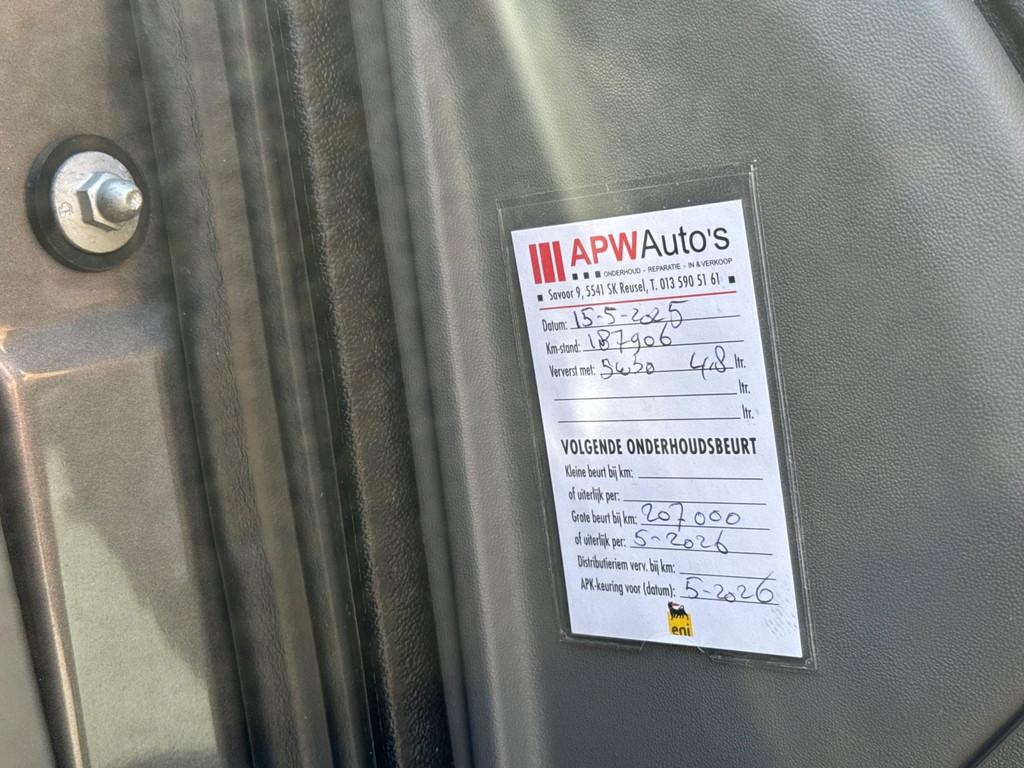 APWAuto's
ONDERHOUD - REPARATIE - IN & VERKOOP
Savoor 9, 5541 SK Reusel, T. 013 590 51 61
Datum: 15-5-2025
Km-stand: 187906
Ververst met: 5w30 4,8 ltr.
ltr.
ltr.
VOLGENDE ONDERHOUDSBEURT
Kleine beurt bij km:
of uiterlijk per:
Grote beurt bij km: 207000
of uiterlijk per: 5-2026
Distributieriem verv. bij km:
APK-keuring voor (datum): 5-2026
eni